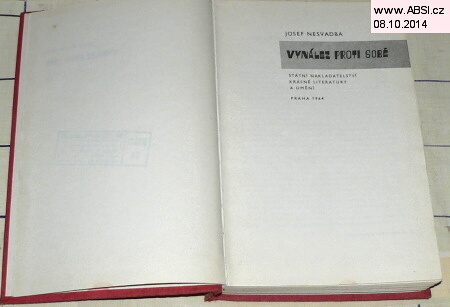 www.ABSI.cz
08.10.2014
JOSEF NESVADBA
VYNÁLEZ PROTI SOBĚ
STÁTNÍ NAKLADATELSTVÍ
KRÁSNÉ LITERATURY
A UMĚNÍ
PRAHA 1964